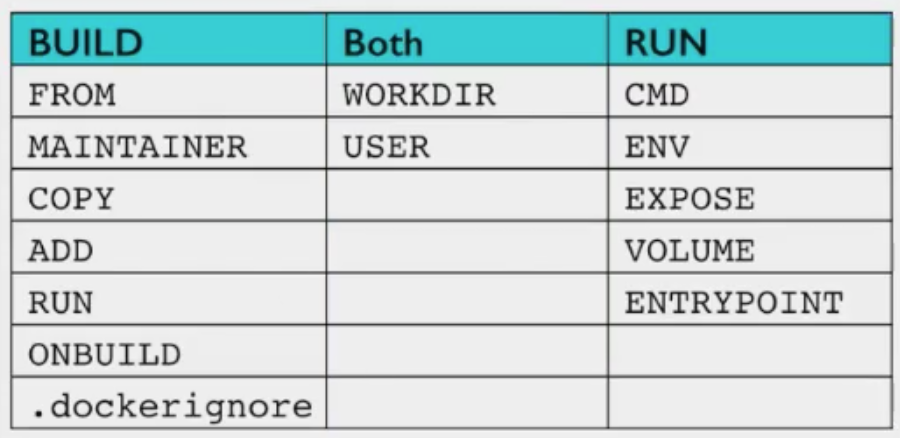 BUILD Both RUN
FROM WORKDIR CMD
MAINTAINER USER ENV
COPY EXPOSE
ADD VOLUME
RUN ENTRYPOINT
ONBUILD
.dockerignore